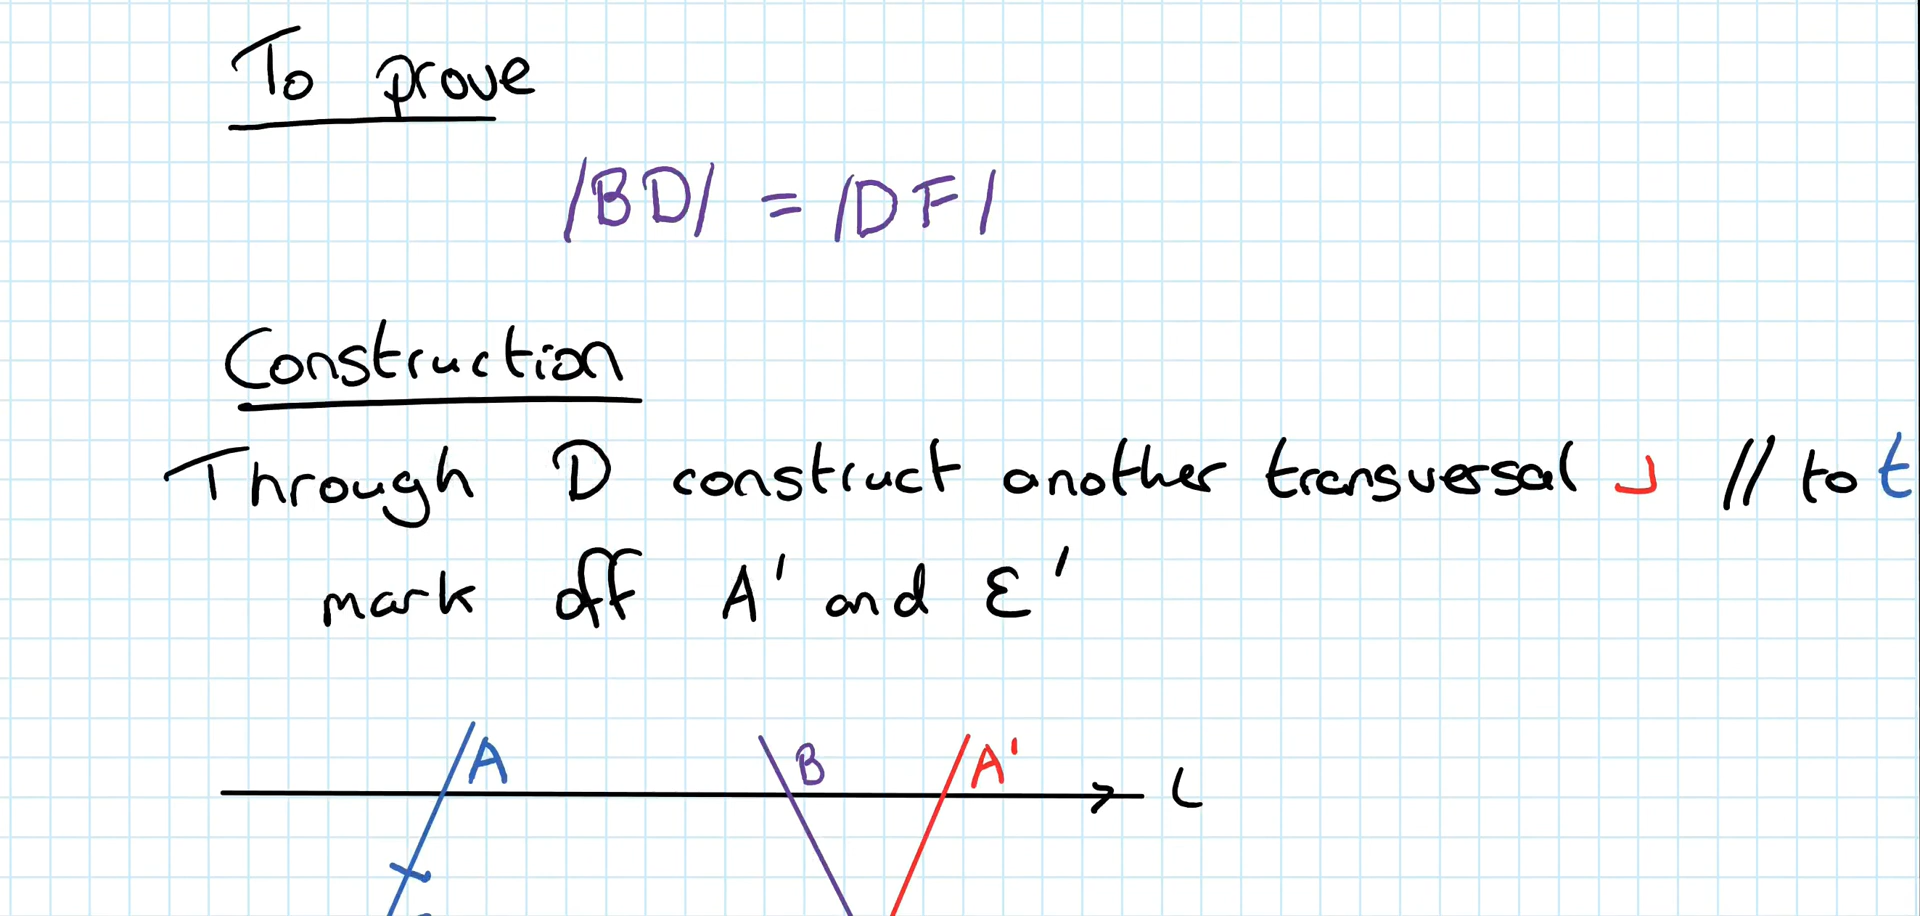 To prove
|BD| = |DF|
Construction
Through D construct another transversal J // to t
mark off A' and E'
A B A' L